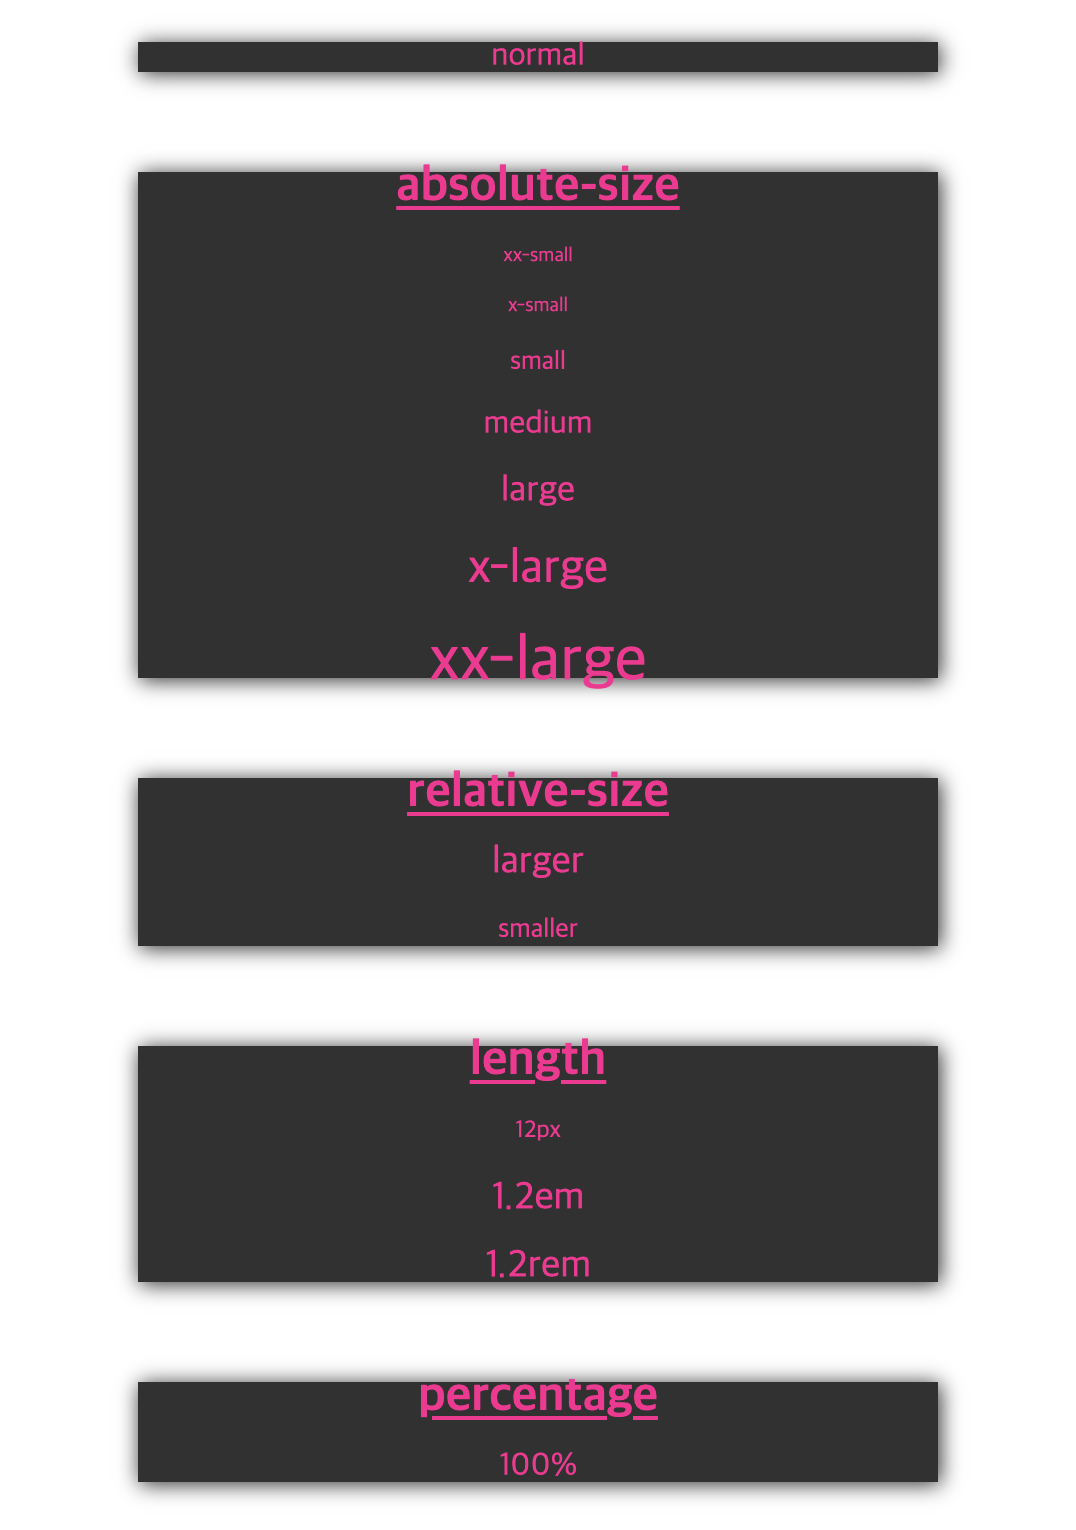 normal
absolute-size
xx-small
x-small
small
medium
large
x-large
xx-large
relative-size
larger
smaller
length
12px
1.2em
1.2rem
percentage
100%